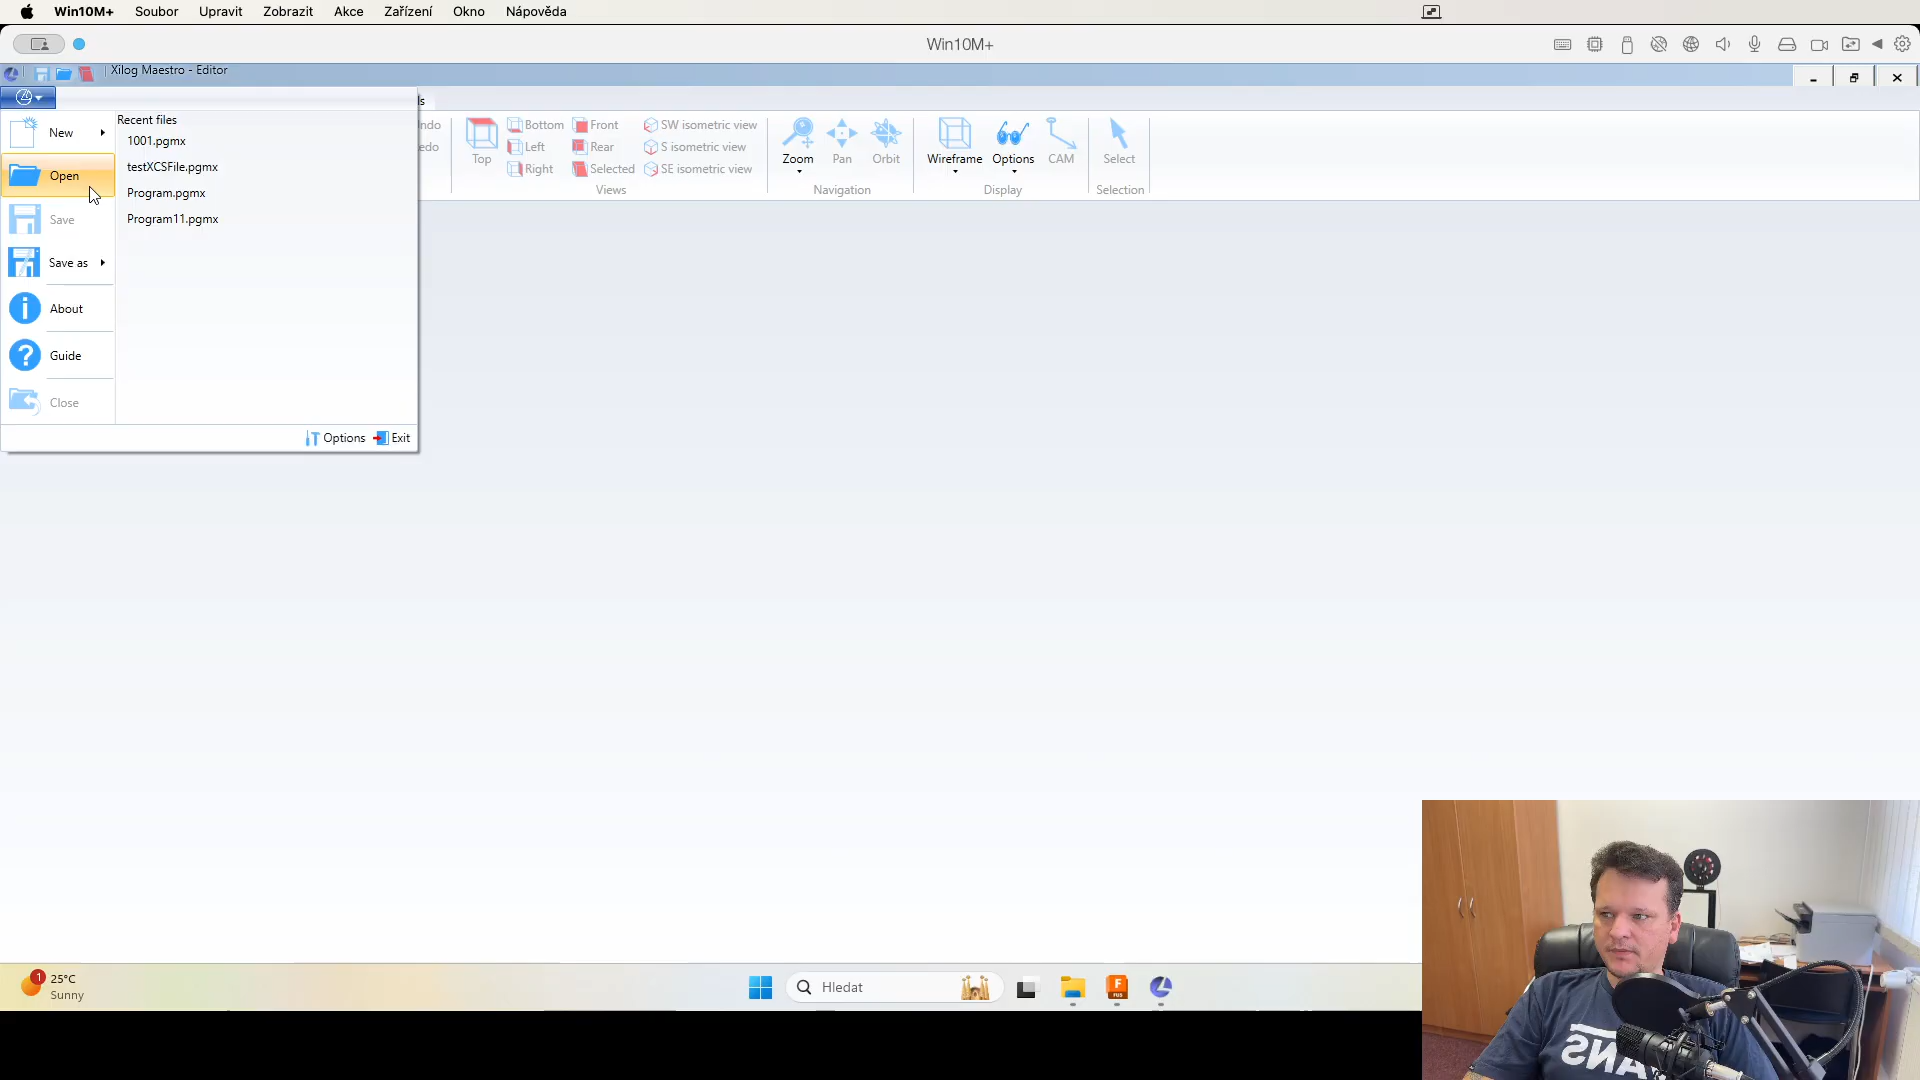 Win10M+ Soubor Upravit Zobrazit Akce Zařízení Okno Nápověda
Win10M+
Xilog Maestro - Editor
New
Open
Save
Save as
About
Guide
Close
Recent files
1001.pgmx
testXCSFile.pgmx
Program.pgmx
Program11.pgmx
Options Exit
Top
Bottom
Left
Right
Front
Rear
Selected
SW isometric view
S isometric view
SE isometric view
Views
Zoom Pan Orbit
Navigation
Wireframe Options CAM
Display
Select
Selection
1
25°C
Sunny
Hledat
F
FUS
VANS